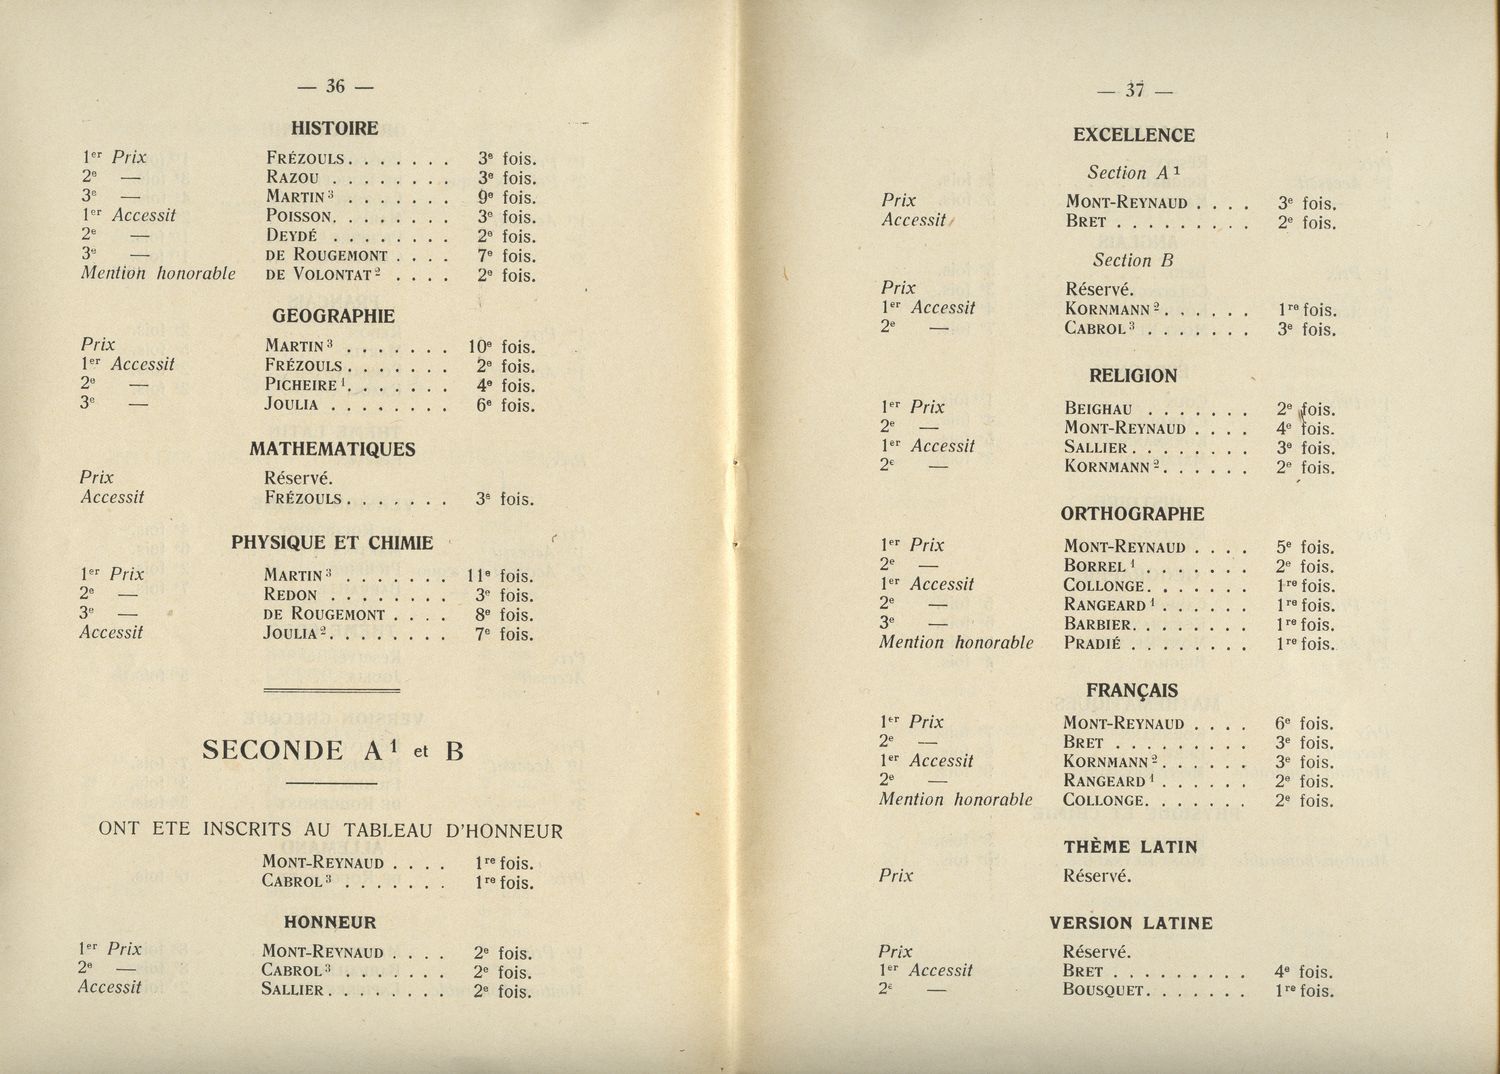 — 36 —
HISTOIRE
1er Prix FRÉZOULS. . . . . . . 3e fois.
2e — RAZOU . . . . . . . . 3e fois.
3e — MARTIN3 . . . . . . . 9e fois.
1er Accessit POISSON. . . . . . . . 3e fois.
2e — DEYDÉ . . . . . . . . 2e fois.
3e — DE ROUGEMONT . . . . 7e fois.
Mention honorable DE VOLONTAT2 . . . . 2e fois.
GEOGRAPHIE
Prix MARTIN3 . . . . . . . 10e fois.
1er Accessit FRÉZOULS. . . . . . . 2e fois.
2e — PICHEIRE1. . . . . . . 4e fois.
3e — JOULIA . . . . . . . . 6e fois.
MATHEMATIQUES
Prix Réservé.
Accessit FRÉZOULS. . . . . . . 3e fois.
PHYSIQUE ET CHIMIE
1er Prix MARTIN3 . . . . . . . 11e fois.
2e — REDON . . . . . . . . 3e fois.
3e — DE ROUGEMONT . . . . 8e fois.
Accessit JOULIA2. . . . . . . . 7e fois.
SECONDE A1 et B
ONT ETE INSCRITS AU TABLEAU D'HONNEUR
MONT-REYNAUD . . . . 1re fois.
CABROL3 . . . . . . . 1re fois.
HONNEUR
1er Prix MONT-REYNAUD . . . . 2e fois.
2e — CABROL3 . . . . . . . 2e fois.
Accessit SALLIER. . . . . . . . 2e fois.
— 37 —
EXCELLENCE
Section A1
Prix MONT-REYNAUD . . . . 3e fois.
Accessit BRET . . . . . . . . . 2e fois.
Section B
Prix Réservé.
1er Accessit KORNMANN2. . . . . . 1re fois.
2e — CABROL3 . . . . . . . 3e fois.
RELIGION
1er Prix BEIGHAU . . . . . . . 2e fois.
2e — MONT-REYNAUD . . . . 4e fois.
1er Accessit SALLIER. . . . . . . . 3e fois.
2e — KORNMANN2. . . . . . 2e fois.
ORTHOGRAPHE
1er Prix MONT-REYNAUD . . . . 5e fois.
2e — BORREL1 . . . . . . . 2e fois.
1er Accessit COLLONGE. . . . . . . 1re fois.
2e — RANGEARD1 . . . . . . 1re fois.
3e — BARBIER. . . . . . . . 1re fois.
Mention honorable PRADIÉ . . . . . . . . 1re fois.
FRANÇAIS
1er Prix MONT-REYNAUD . . . . 6e fois.
2e — BRET . . . . . . . . . 3e fois.
1er Accessit KORNMANN2. . . . . . 3e fois.
2e — RANGEARD1 . . . . . . 2e fois.
Mention honorable COLLONGE. . . . . . . 2e fois.
THÈME LATIN
Prix Réservé.
VERSION LATINE
Prix Réservé.
1er Accessit BRET . . . . . . . . . 4e fois.
2e — BOUSQUET. . . . . . . 1re fois.